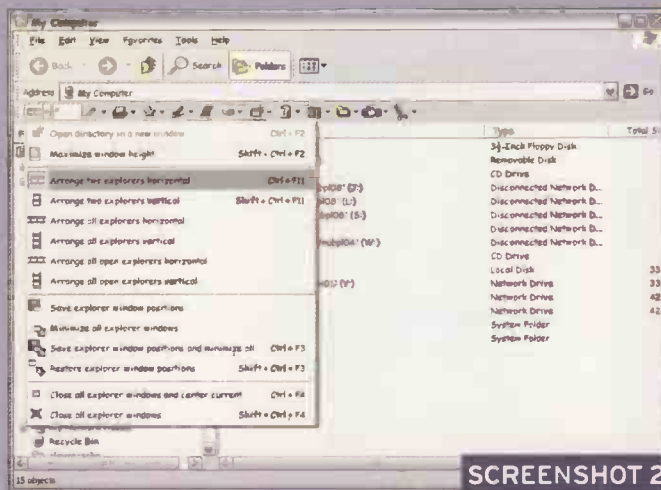 My Computer
File Edit View Favorites Tools Help
Back Search Folders
Address My Computer Go
Type Total S
Open directory in a new window Ctrl + F2
Maximize window height Shift + Ctrl + F2
Arrange two explorers horizontal Ctrl + F11
Arrange two explorers vertical Shift + Ctrl + F11
Arrange all explorers horizontal
Arrange all explorers vertical
Arrange all open explorers horizontal
Arrange all open explorers vertical
Save explorer window positions
Minimize all explorer windows
Save explorer window positions and minimize all Ctrl + F3
Restore explorer window positions Shift + Ctrl + F3
Close all explorer windows and center current Ctrl + F4
Close all explorer windows Shift + Ctrl + F4
3½-Inch Floppy Disk
Removable Disk
CD Drive
Disconnected Network D...
Disconnected Network D...
Disconnected Network D...
(W:) Disconnected Network D...
CD Drive
Local Disk 33
(Y:) Network Drive 33
Network Drive 42
Network Drive 42
System Folder
System Folder
Recycle Bin
15 objects
SCREENSHOT 2